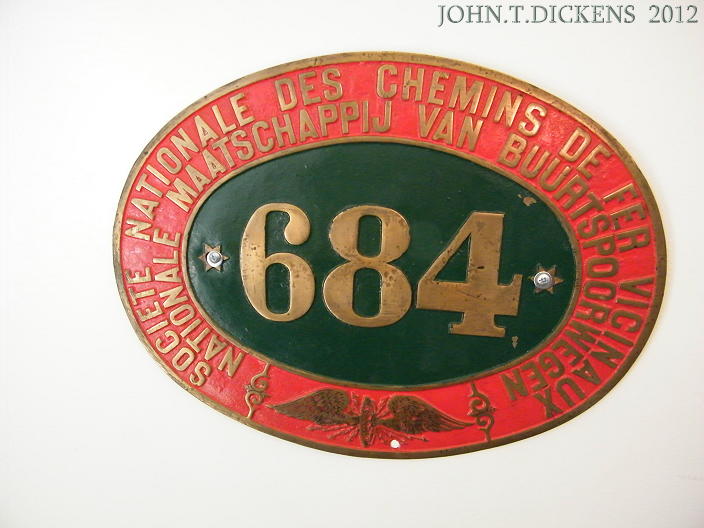 JOHN.T.DICKENS 2012
SOCIETE NATIONALE DES CHEMINS DE FER VICINAUX
NATIONALE MAATSCHAPPIJ VAN BUURTSPOORWEGEN
684